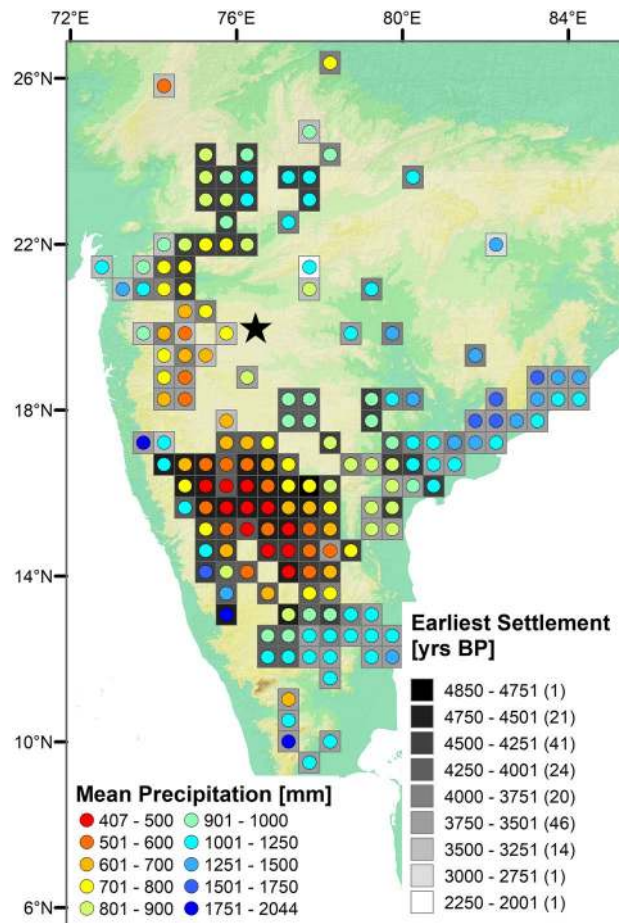 72°E 76°E 80°E 84°E
26°N
22°N
18°N
14°N
10°N
6°N
Earliest Settlement
[yrs BP]
4850 - 4751 (1)
4750 - 4501 (21)
4500 - 4251 (41)
4250 - 4001 (24)
4000 - 3751 (20)
3750 - 3501 (46)
3500 - 3251 (14)
3000 - 2751 (1)
2250 - 2001 (1)
Mean Precipitation [mm]
407 - 500 901 - 1000
501 - 600 1001 - 1250
601 - 700 1251 - 1500
701 - 800 1501 - 1750
801 - 900 1751 - 2044